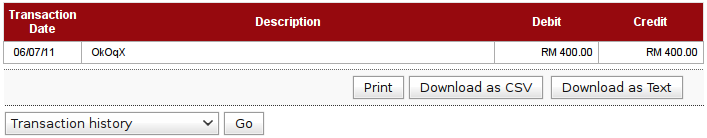 Transaction Date Description Debit Credit
06/07/11 OkOqX RM 400.00 RM 400.00
Print Download as CSV Download as Text
Transaction history Go